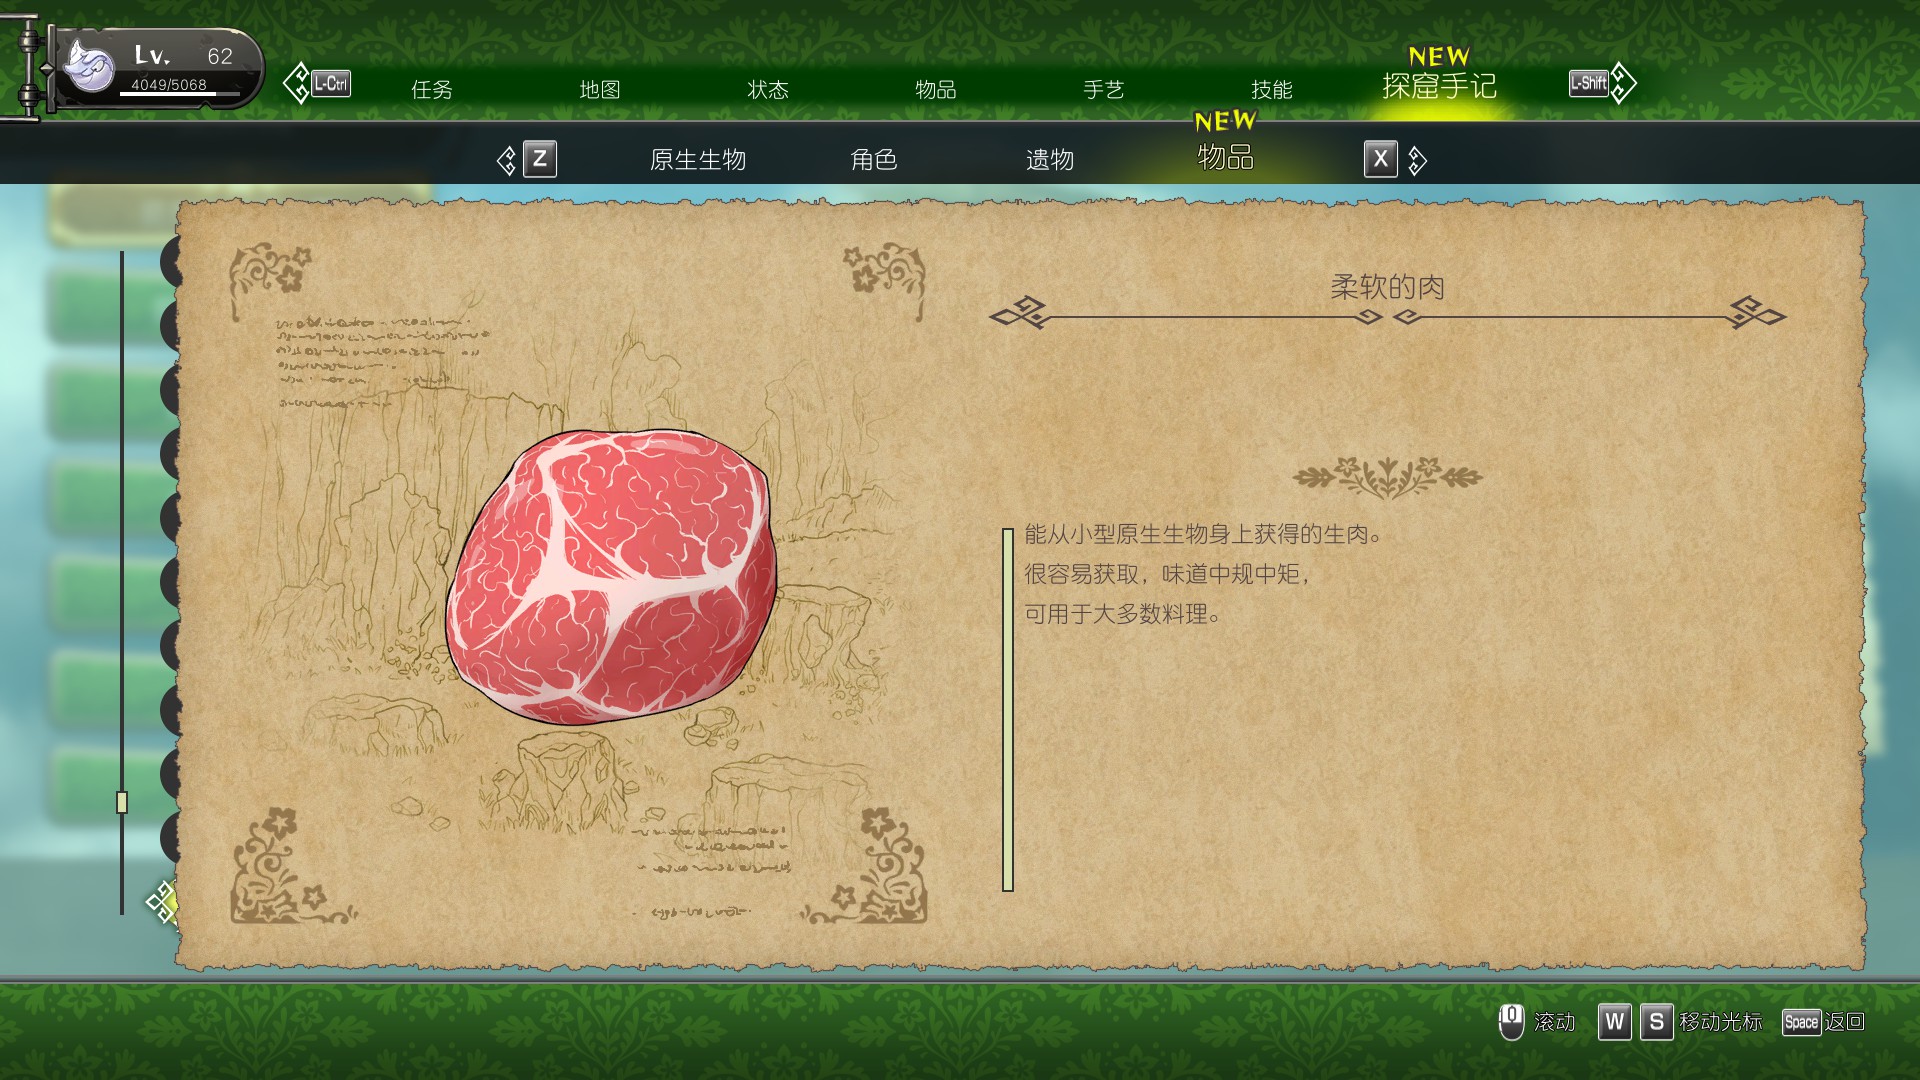 Lv. 62
4049/5068
L-Ctrl
任务
地图
状态
物品
手艺
技能
NEW
探窟手记
L-Shift
Z
原生生物
角色
遗物
NEW
物品
X
柔软的肉
能从小型原生生物身上获得的生肉。
很容易获取，味道中规中矩，
可用于大多数料理。
滚动
W S 移动光标
Space 返回